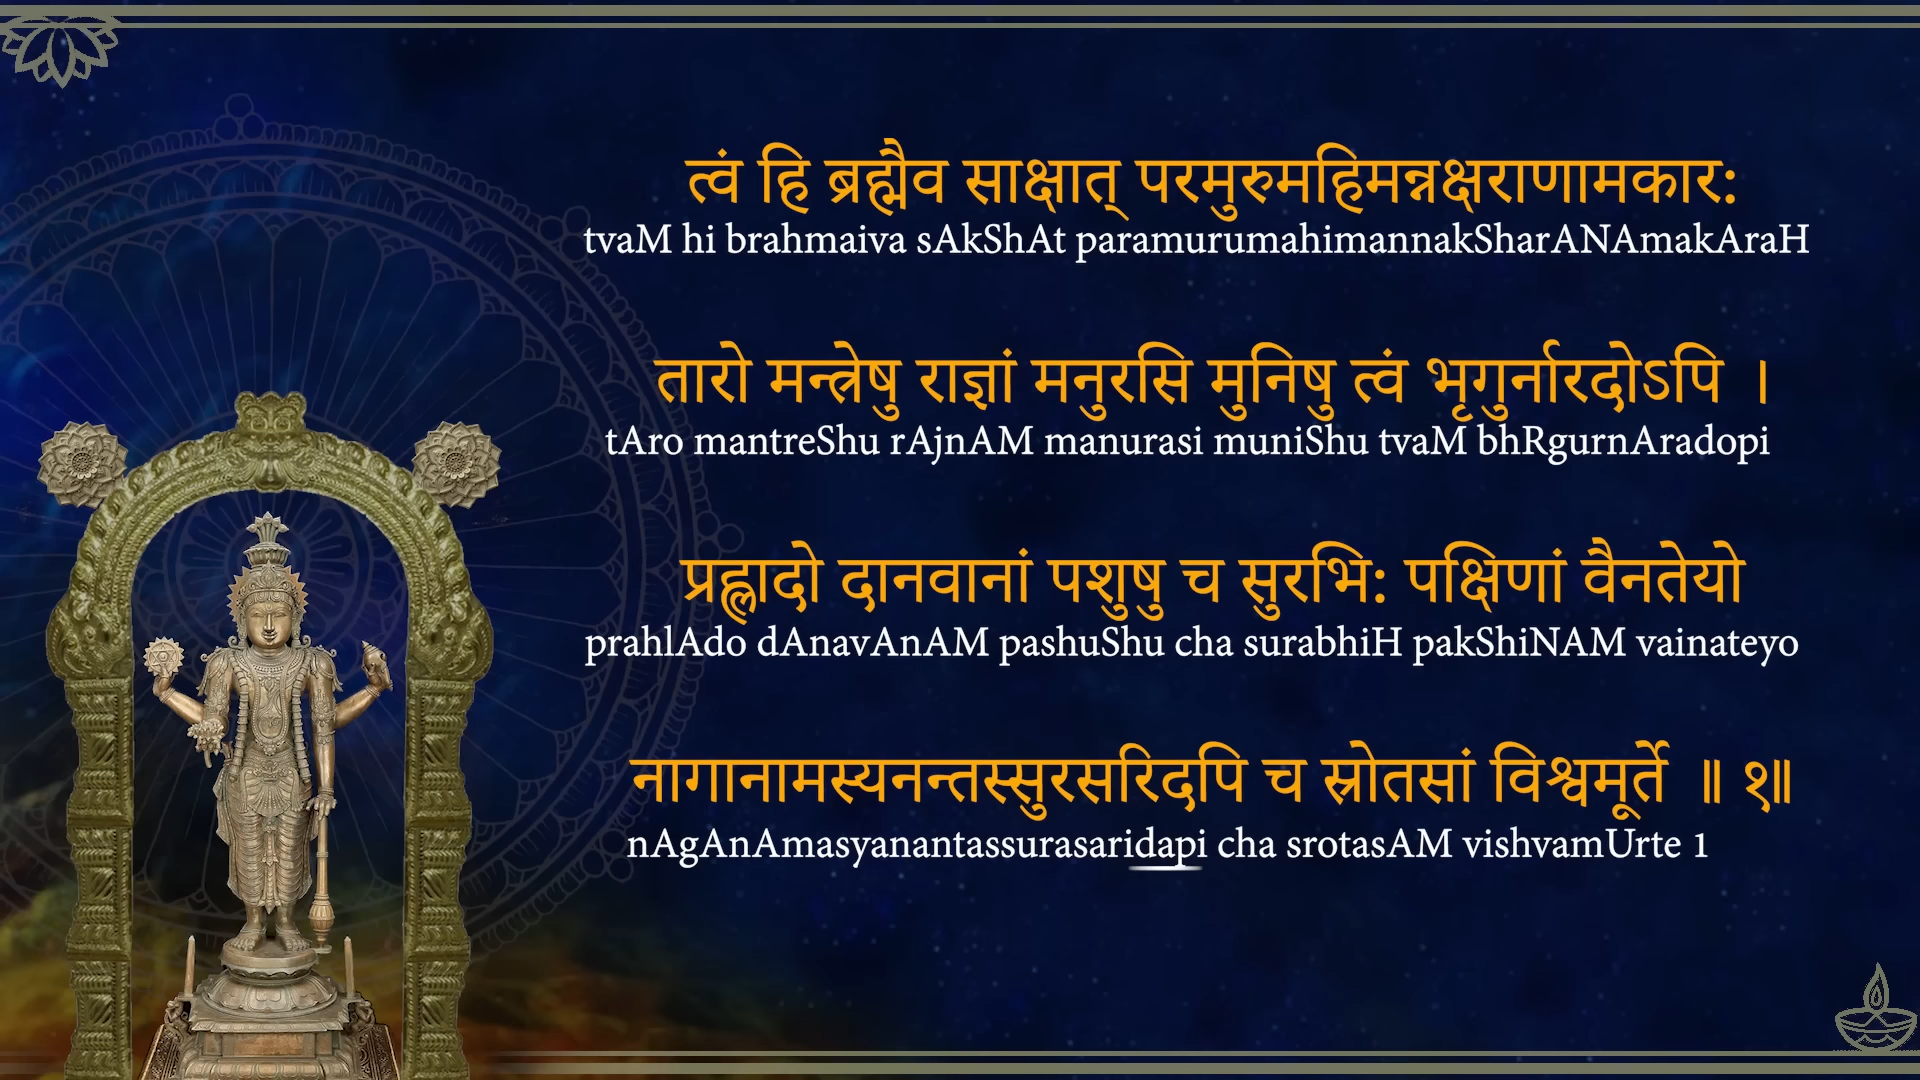 त्वं हि ब्रह्मैव साक्षात् परमुरुमहिमन्नक्षराणामकार:
tvaM hi brahmaiva sAkShAt paramurumahimannakSharANAmakAraH
तारो मन्त्रेषु राज्ञां मनुरसि मुनिषु त्वं भृगुर्नारदोऽपि ।
tAro mantreShu rAjnAM manurasi muniShu tvaM bhRgurnAradopi
प्रह्लादो दानवानां पशुषु च सुरभि: पक्षिणां वैनतेयो
prahlAdo dAnavAnAM pashuShu cha surabhiH pakShiNAM vainateyo
नागानामस्यनन्तस्सुरसरिदपि च स्रोतसां विश्वमूर्ते ॥ १॥
nAgAnAmasyanantassurasaridapi cha srotasAM vishvamUrte 1